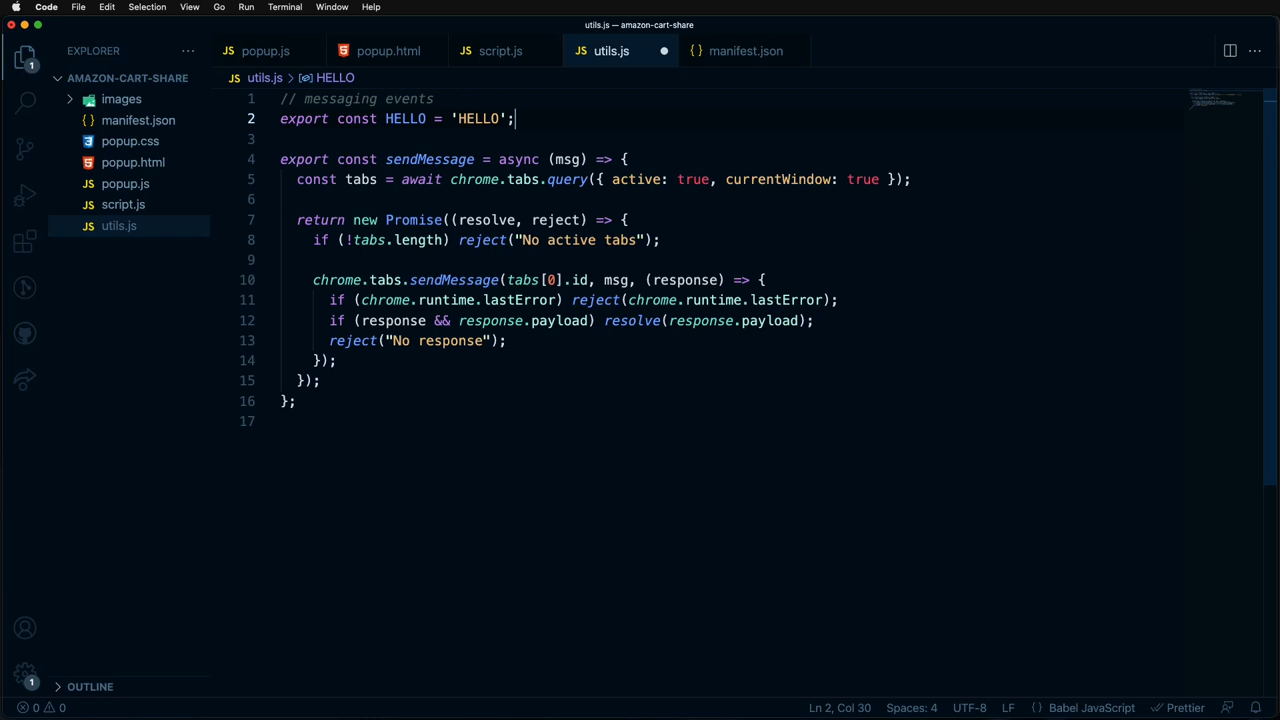 Code File Edit Selection View Go Run Terminal Window Help
utils.js — amazon-cart-share
EXPLORER ···
JS popup.js popup.html JS script.js JS utils.js {} manifest.json ···
1
AMAZON-CART-SHARE
JS utils.js > HELLO
images
{} manifest.json
popup.css
popup.html
JS popup.js
JS script.js
JS utils.js
1 // messaging events
2 export const HELLO = 'HELLO';
3
4 export const sendMessage = async (msg) => {
5 const tabs = await chrome.tabs.query({ active: true, currentWindow: true });
6
7 return new Promise((resolve, reject) => {
8 if (!tabs.length) reject("No active tabs");
9
10 chrome.tabs.sendMessage(tabs[0].id, msg, (response) => {
11 if (chrome.runtime.lastError) reject(chrome.runtime.lastError);
12 if (response && response.payload) resolve(response.payload);
13 reject("No response");
14 });
15 });
16 };
17
1
OUTLINE
0 0
Ln 2, Col 30 Spaces: 4 UTF-8 LF {} Babel JavaScript Prettier